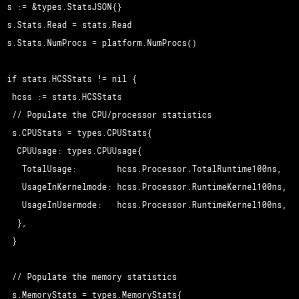 s := &types.StatsJSON{}
s.Stats.Read = stats.Read
s.Stats.NumProcs = platform.NumProcs()
if stats.HCSStats != nil {
hcss := stats.HCSStats
// Populate the CPU/processor statistics
s.CPUStats = types.CPUStats{
CPUUsage: types.CPUUsage{
TotalUsage:        hcss.Processor.TotalRuntime100ns,
UsageInKernelmode: hcss.Processor.RuntimeKernel100ns,
UsageInUsermode:   hcss.Processor.RuntimeKernel100ns,
},
}
// Populate the memory statistics
s.MemoryStats = types.MemoryStats{